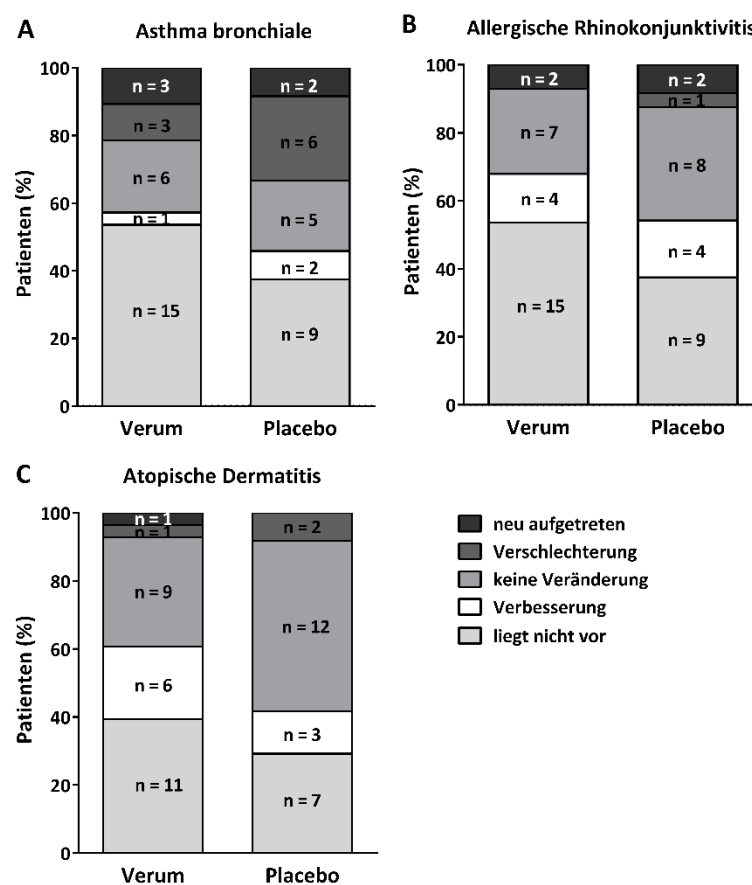 A
Asthma bronchiale
Patienten (%)
100
80
60
40
20
0
n = 3
n = 3
n = 6
n = 1
n = 15
n = 2
n = 6
n = 5
n = 2
n = 9
Verum
Placebo
B
Allergische Rhinokonjunktivitis
Patienten (%)
100
80
60
40
20
0
n = 2
n = 7
n = 4
n = 15
n = 2
n = 1
n = 8
n = 4
n = 9
Verum
Placebo
C
Atopische Dermatitis
Patienten (%)
100
80
60
40
20
0
n = 1
n = 1
n = 9
n = 6
n = 11
n = 2
n = 12
n = 3
n = 7
Verum
Placebo
neu aufgetreten
Verschlechterung
keine Veränderung
Verbesserung
liegt nicht vor